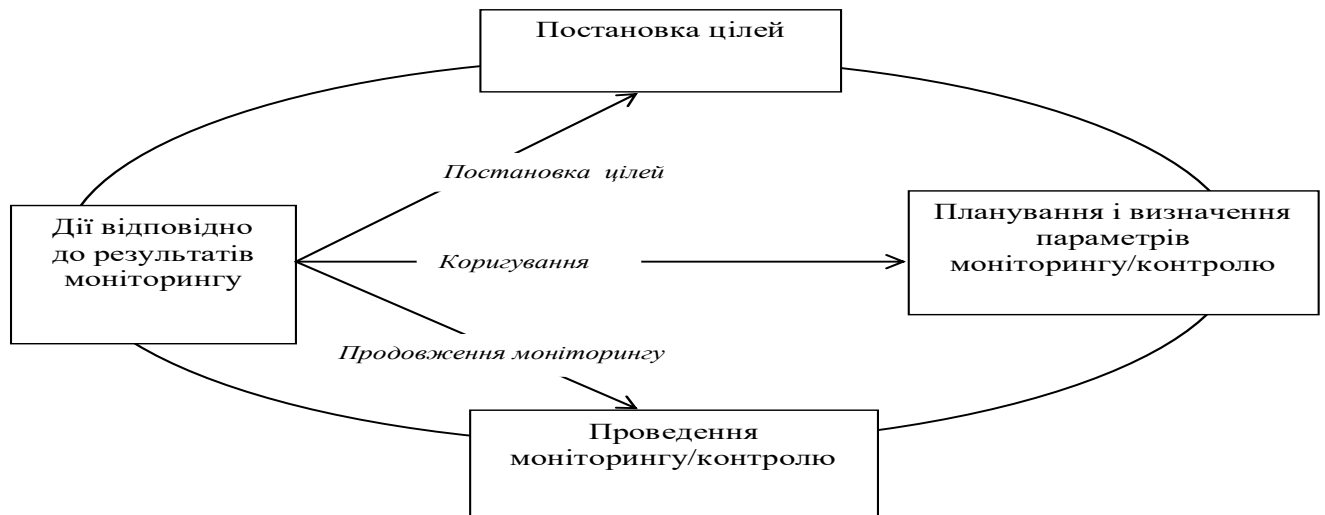 Постановка цілей
Постановка цілей
Дії відповідно
до результатів
моніторингу
Планування і визначення
параметрів
моніторингу/контролю
Коригування
Продовження моніторингу
Проведення
моніторингу/контролю